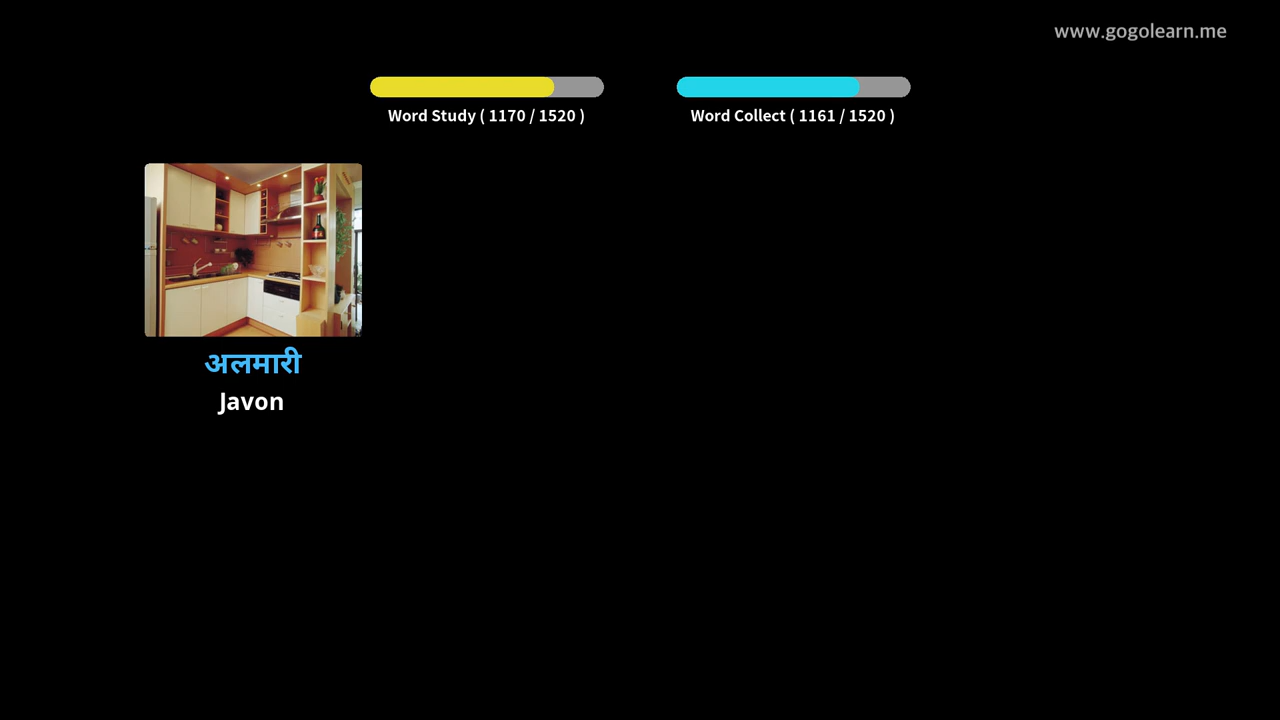 www.gogolearn.me
Word Study ( 1170 / 1520 )
Word Collect ( 1161 / 1520 )
अलमारी
Javon